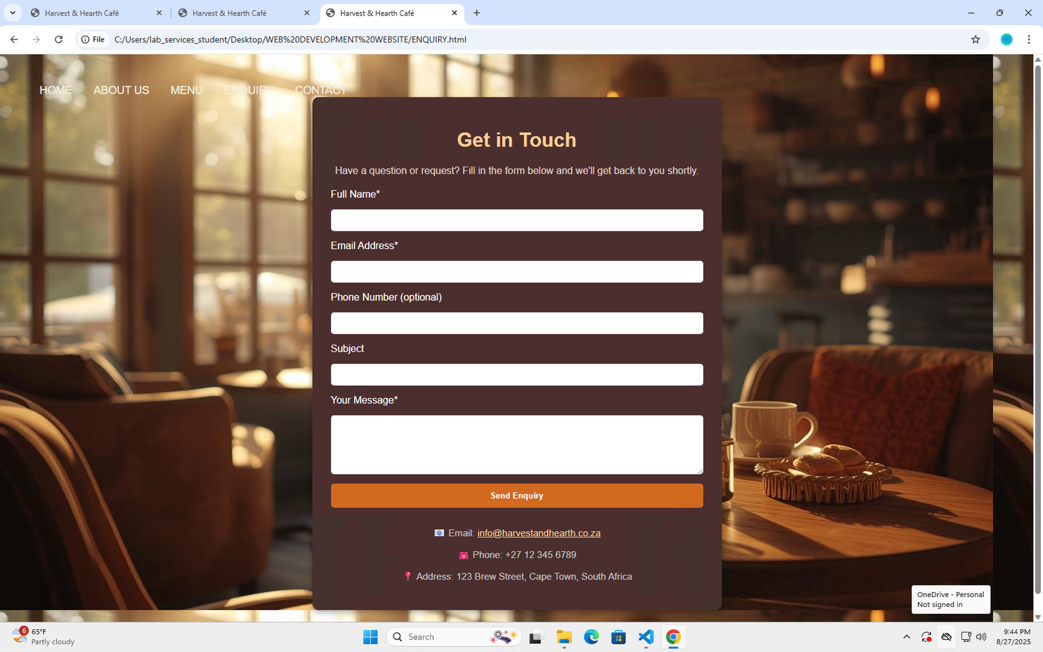 Harvest & Hearth Café
Harvest & Hearth Café
Harvest & Hearth Café
File
C:/Users/lab_services_student/Desktop/WEB%20DEVELOPMENT%20WEBSITE/ENQUIRY.html
HOME ABOUT US MENU ENQUIRY CONTACT
Get in Touch
Have a question or request? Fill in the form below and we'll get back to you shortly.
Full Name*
Email Address*
Phone Number (optional)
Subject
Your Message*
Send Enquiry
Email: info@harvestandhearth.co.za
Phone: +27 12 345 6789
Address: 123 Brew Street, Cape Town, South Africa
OneDrive - Personal
Not signed in
6
65°F
Partly cloudy
Search
9:44 PM
8/27/2025